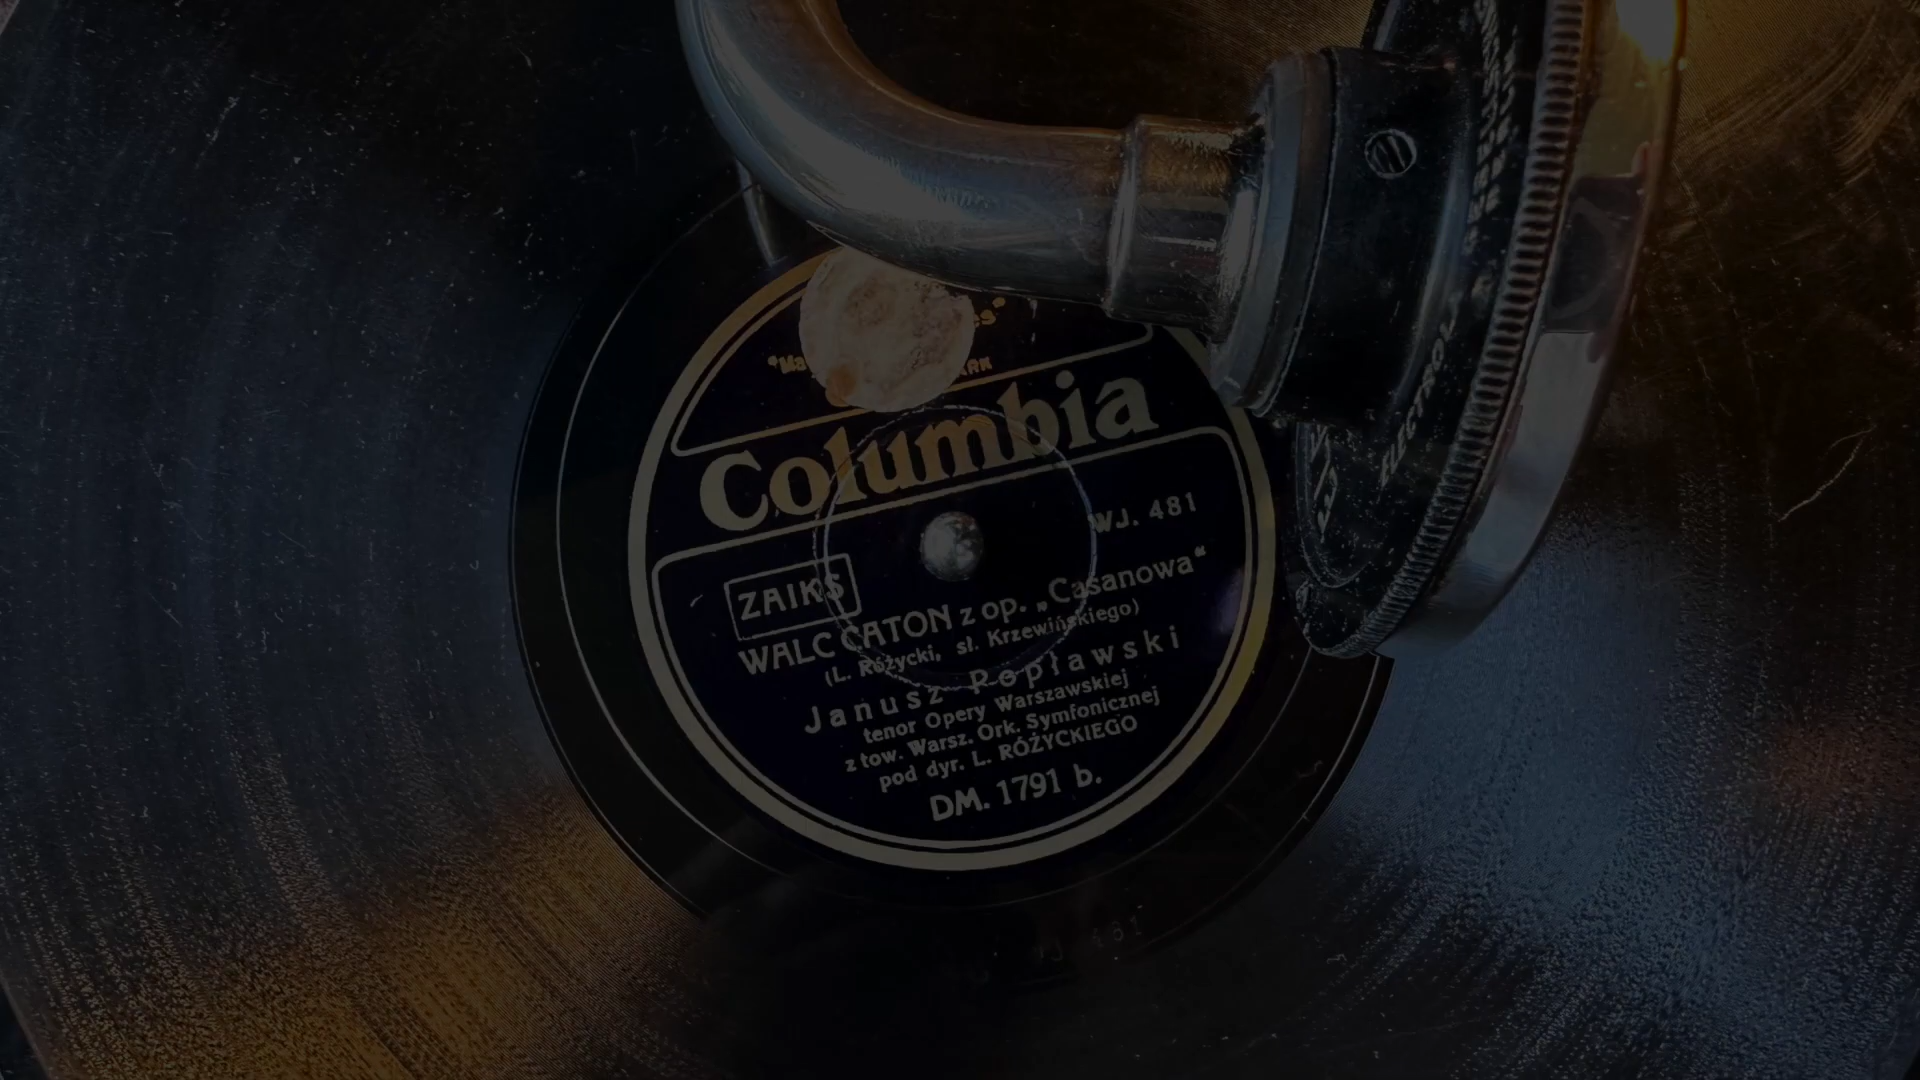 Columbia
WJ. 481
ZAIKS
WALC CATON z op. „Casanowa“
(L. Różycki, sł. Krzewińskiego)
Janusz Popławski
tenor Opery Warszawskiej
z tow. Warsz. Ork. Symfonicznej
pod dyr. L. RÓŻYCKIEGO
DM. 1791 b.